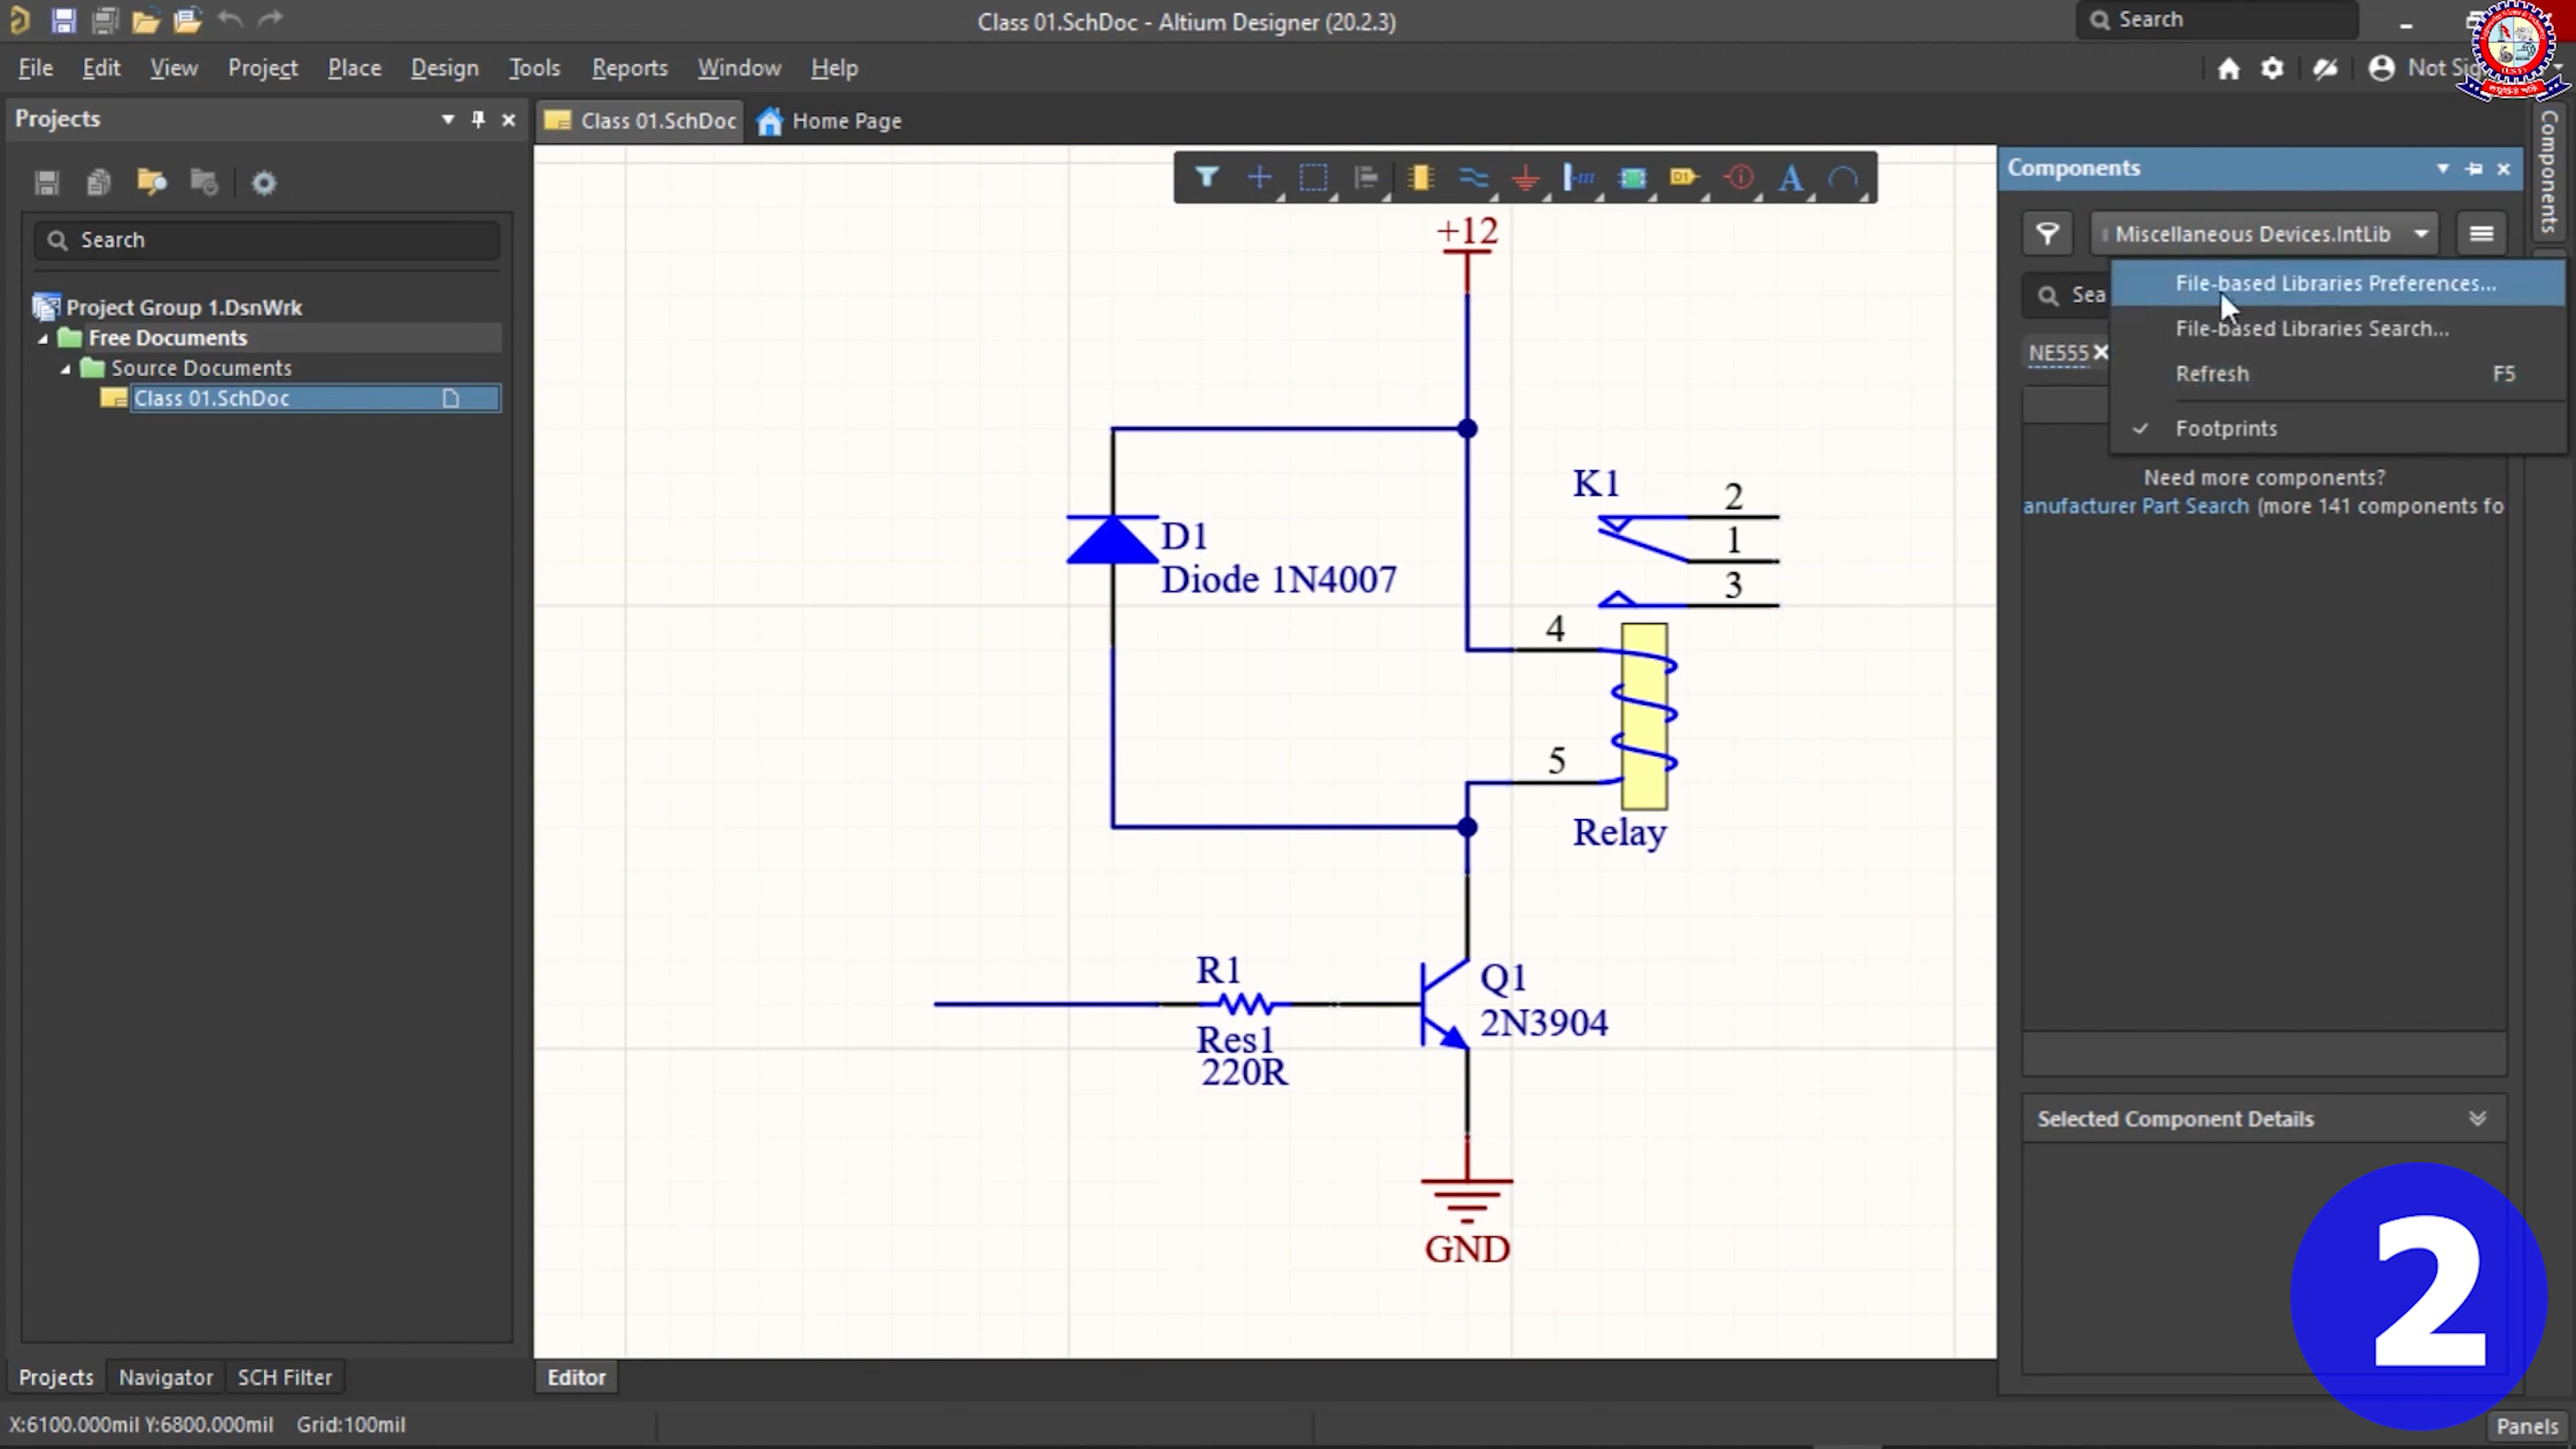 Class 01.SchDoc - Altium Designer (20.2.3)
Search
File Edit View Project Place Design Tools Reports Window Help
Not Sig
Projects
Class 01.SchDoc
Home Page
Components
Components
Search
Miscellaneous Devices.IntLib
File-based Libraries Preferences...
Sea
File-based Libraries Search...
NE555
Refresh F5
Footprints
Need more components?
anufacturer Part Search (more 141 components fo
Project Group 1.DsnWrk
Free Documents
Source Documents
Class 01.SchDoc
D1
A
+12
K1
2
1
3
D1
Diode 1N4007
4
5
Relay
R1
Res1
220R
Q1
2N3904
GND
Selected Component Details
2
Projects Navigator SCH Filter
Editor
X:6100.000mil Y:6800.000mil Grid:100mil
Panels